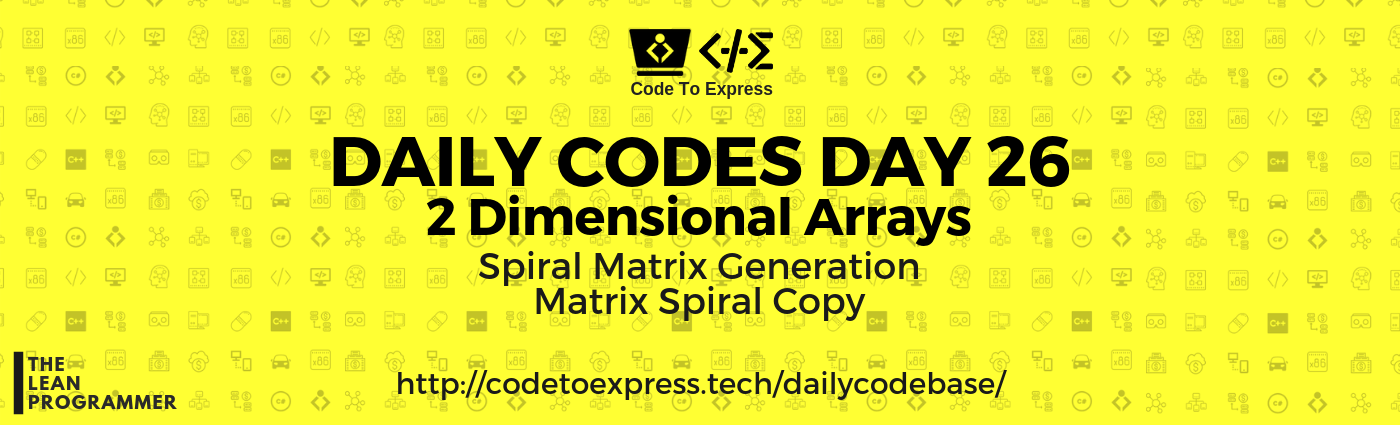 Code To Express
DAILY CODES DAY 26
2 Dimensional Arrays
Spiral Matrix Generation
Matrix Spiral Copy
THE
LEAN
PROGRAMMER
http://codetoexpress.tech/dailycodebase/